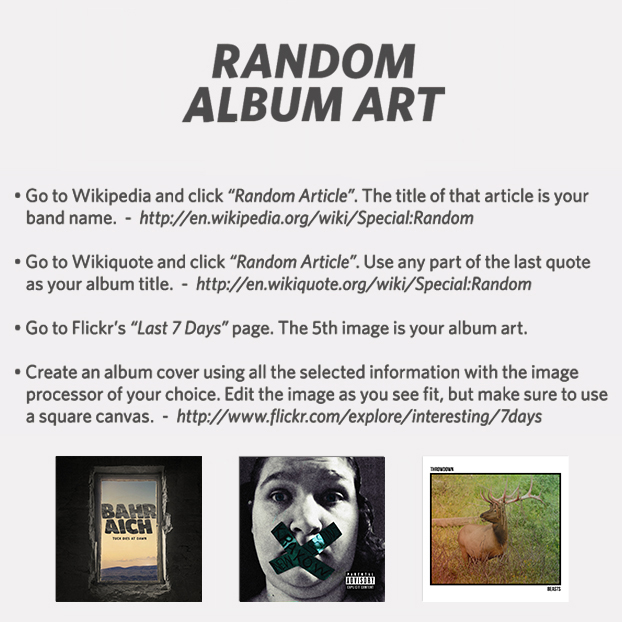 RANDOM
ALBUM ART
• Go to Wikipedia and click “Random Article”. The title of that article is your
band name. - http://en.wikipedia.org/wiki/Special:Random
• Go to Wikiquote and click “Random Article”. Use any part of the last quote
as your album title. - http://en.wikiquote.org/wiki/Special:Random
• Go to Flickr’s “Last 7 Days” page. The 5th image is your album art.
• Create an album cover using all the selected information with the image
processor of your choice. Edit the image as you see fit, but make sure to use
a square canvas. - http://www.flickr.com/explore/interesting/7days
BAHR
AICH
THROWDOWN
PARENTAL
ADVISORY
EXPLICIT CONTENT
BEASTS